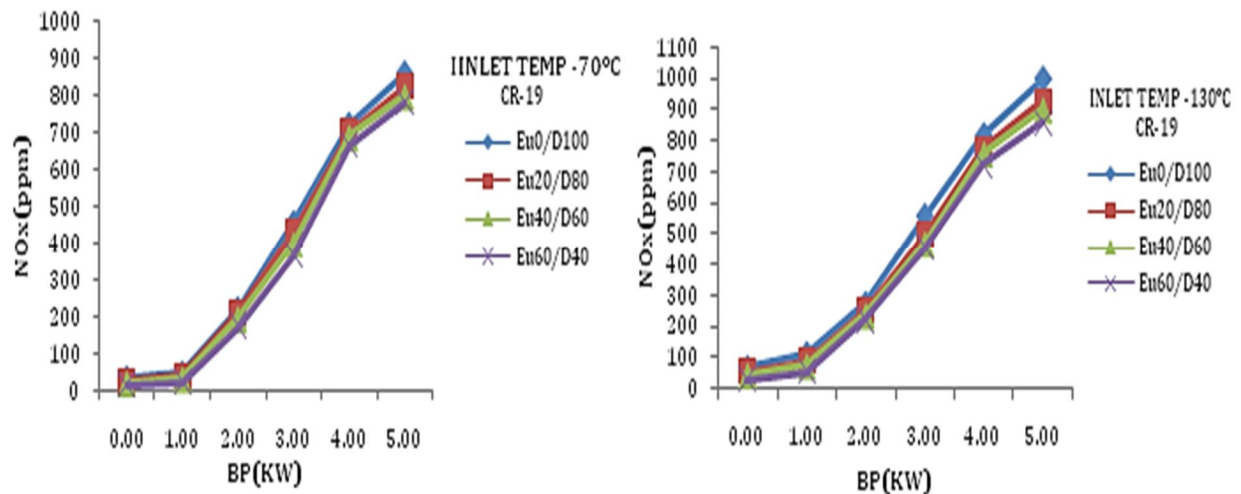 1000
900
800
700
600
500
400
300
200
100
0
NOx(ppm)
0.00 1.00 2.00 3.00 4.00 5.00
BP(KW)
IINLET TEMP -70°C
CR-19
Eu0/D100
Eu20/D80
Eu40/D60
Eu60/D40
1100
1000
900
800
700
600
500
400
300
200
100
0
NOx(ppm)
0.00 1.00 2.00 3.00 4.00 5.00
BP(KW)
INLET TEMP -130°C
CR-19
Eu0/D100
Eu20/D80
Eu40/D60
Eu60/D40